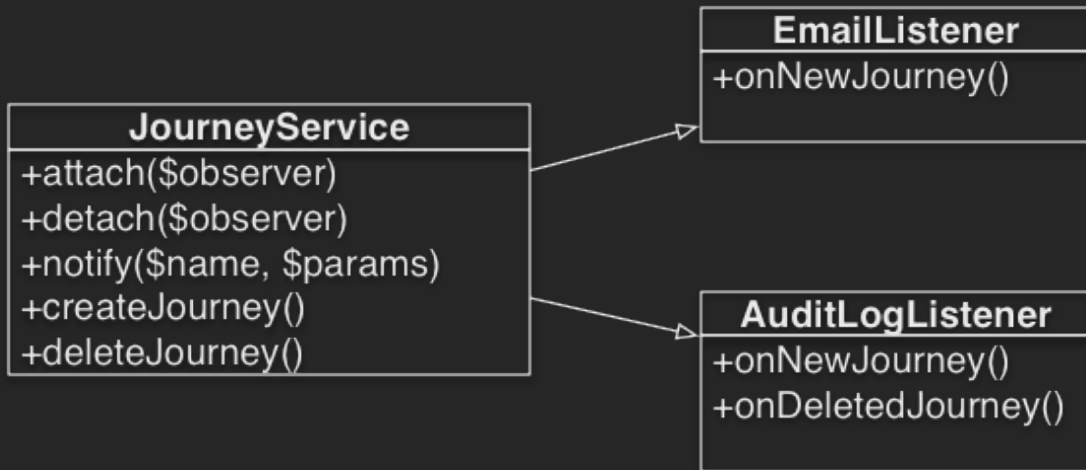 JourneyService
+attach($observer)
+detach($observer)
+notify($name, $params)
+createJourney()
+deleteJourney()
EmailListener
+onNewJourney()
AuditLogListener
+onNewJourney()
+onDeletedJourney()